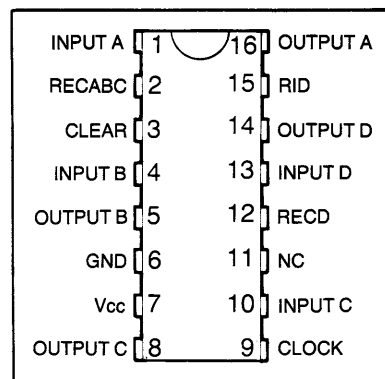 INPUT A 1 16 OUTPUT A
RECABC 2 15 RID
CLEAR 3 14 OUTPUT D
INPUT B 4 13 INPUT D
OUTPUT B 5 12 RECD
GND 6 11 NC
Vcc 7 10 INPUT C
OUTPUT C 8 9 CLOCK